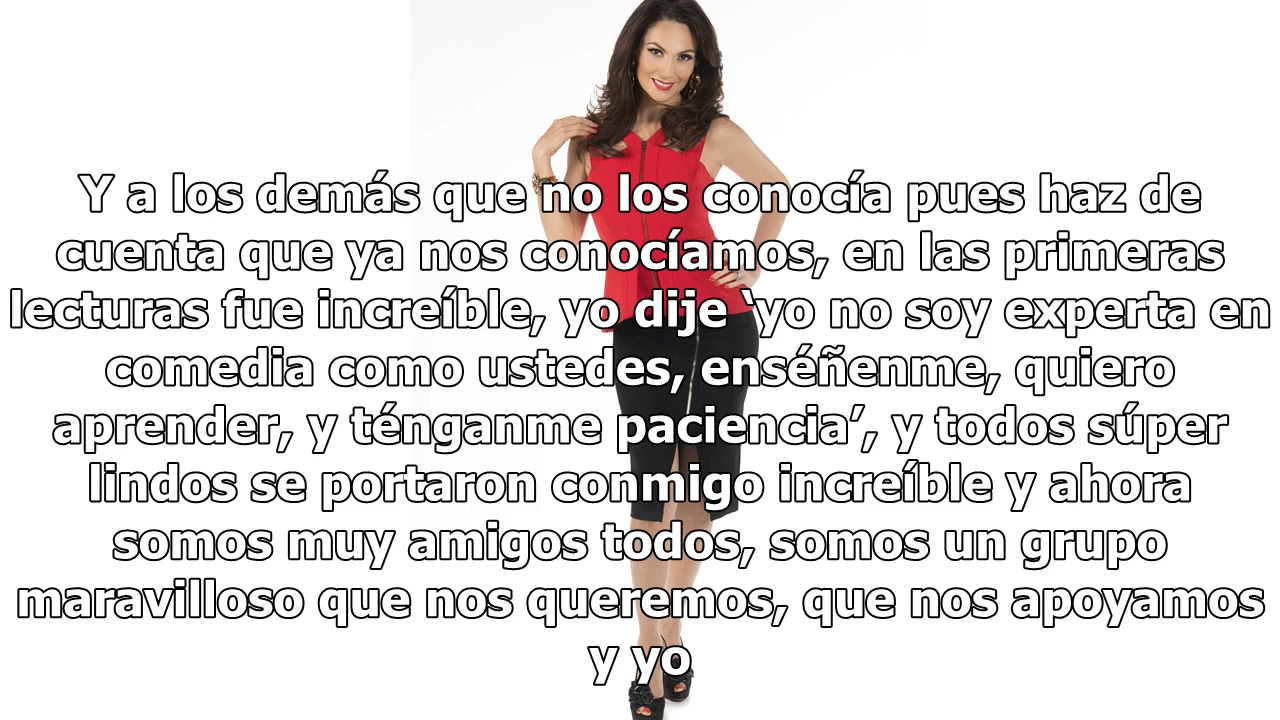 Y a los demás que no los conocía pues haz de
cuenta que ya nos conocíamos, en las primeras
lecturas fue increíble, yo dije ‘yo no soy experta en
comedia como ustedes, enséñenme, quiero
aprender, y ténganme paciencia’, y todos súper
lindos se portaron conmigo increíble y ahora
somos muy amigos todos, somos un grupo
maravilloso que nos queremos, que nos apoyamos
y yo